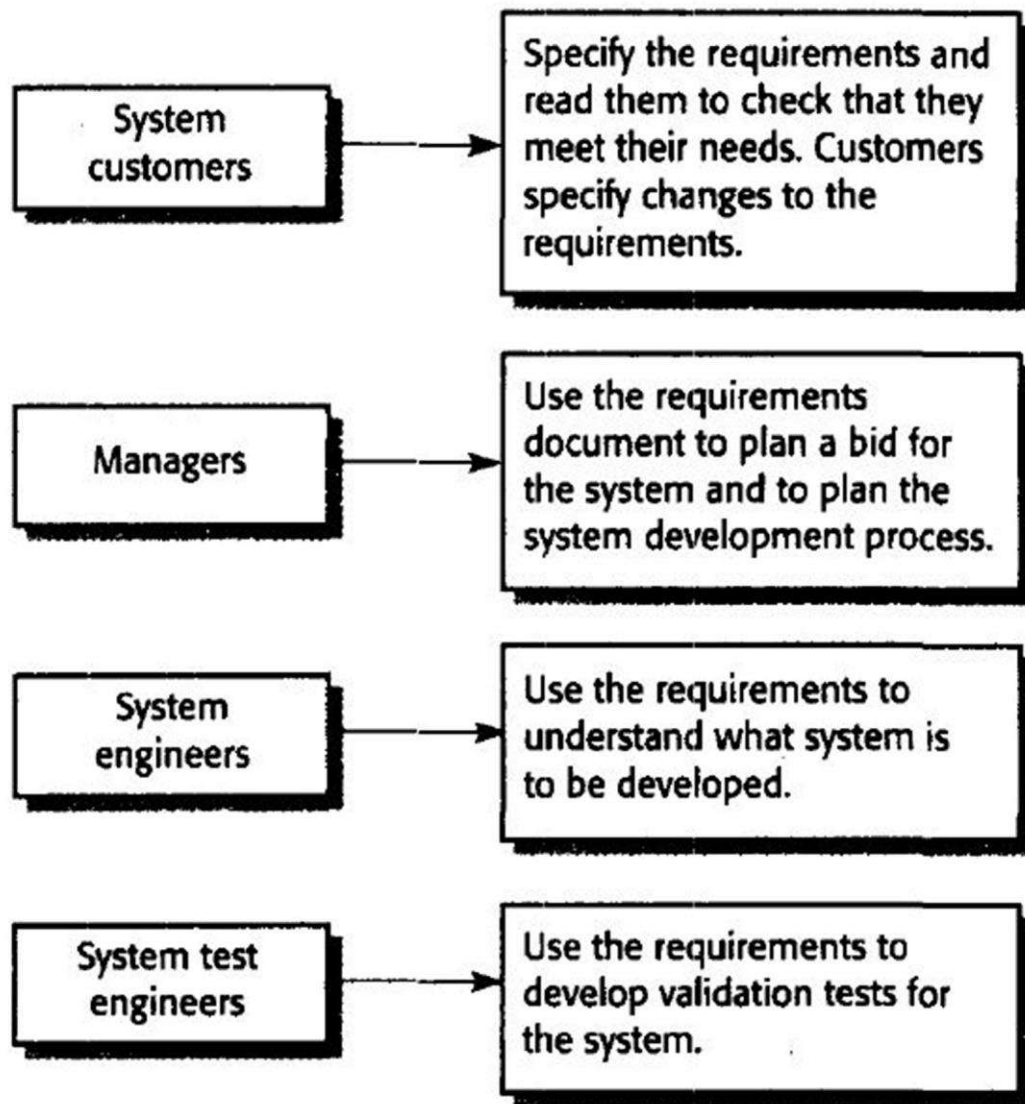 System
customers
Specify the requirements and
read them to check that they
meet their needs. Customers
specify changes to the
requirements.
Managers
Use the requirements
document to plan a bid for
the system and to plan the
system development process.
System
engineers
Use the requirements to
understand what system is
to be developed.
System test
engineers
Use the requirements to
develop validation tests for
the system.